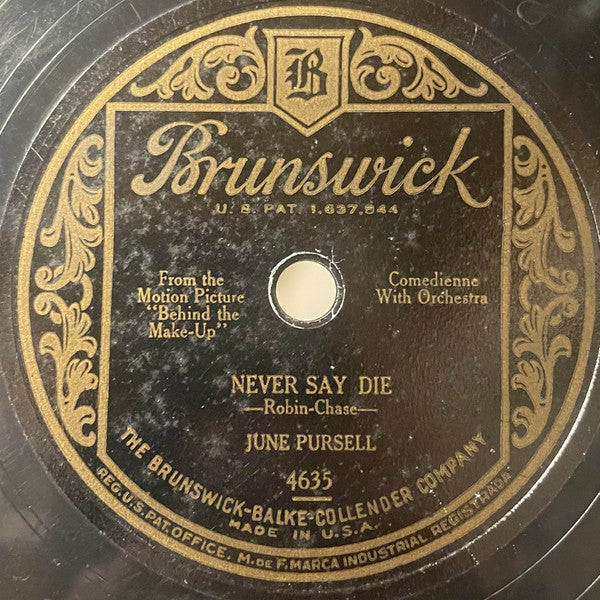 B
Brunswick
U. S. PAT. 1,637,544
From the
Motion Picture
"Behind the
Make-Up"
Comedienne
With Orchestra
NEVER SAY DIE
—Robin-Chase—
JUNE PURSELL
4635
THE BRUNSWICK-BALKE-COLLENDER COMPANY
MADE IN U.S.A.
REG. U.S. PAT. OFFICE. M. DE F. MARCA INDUSTRIAL REGISTRADA